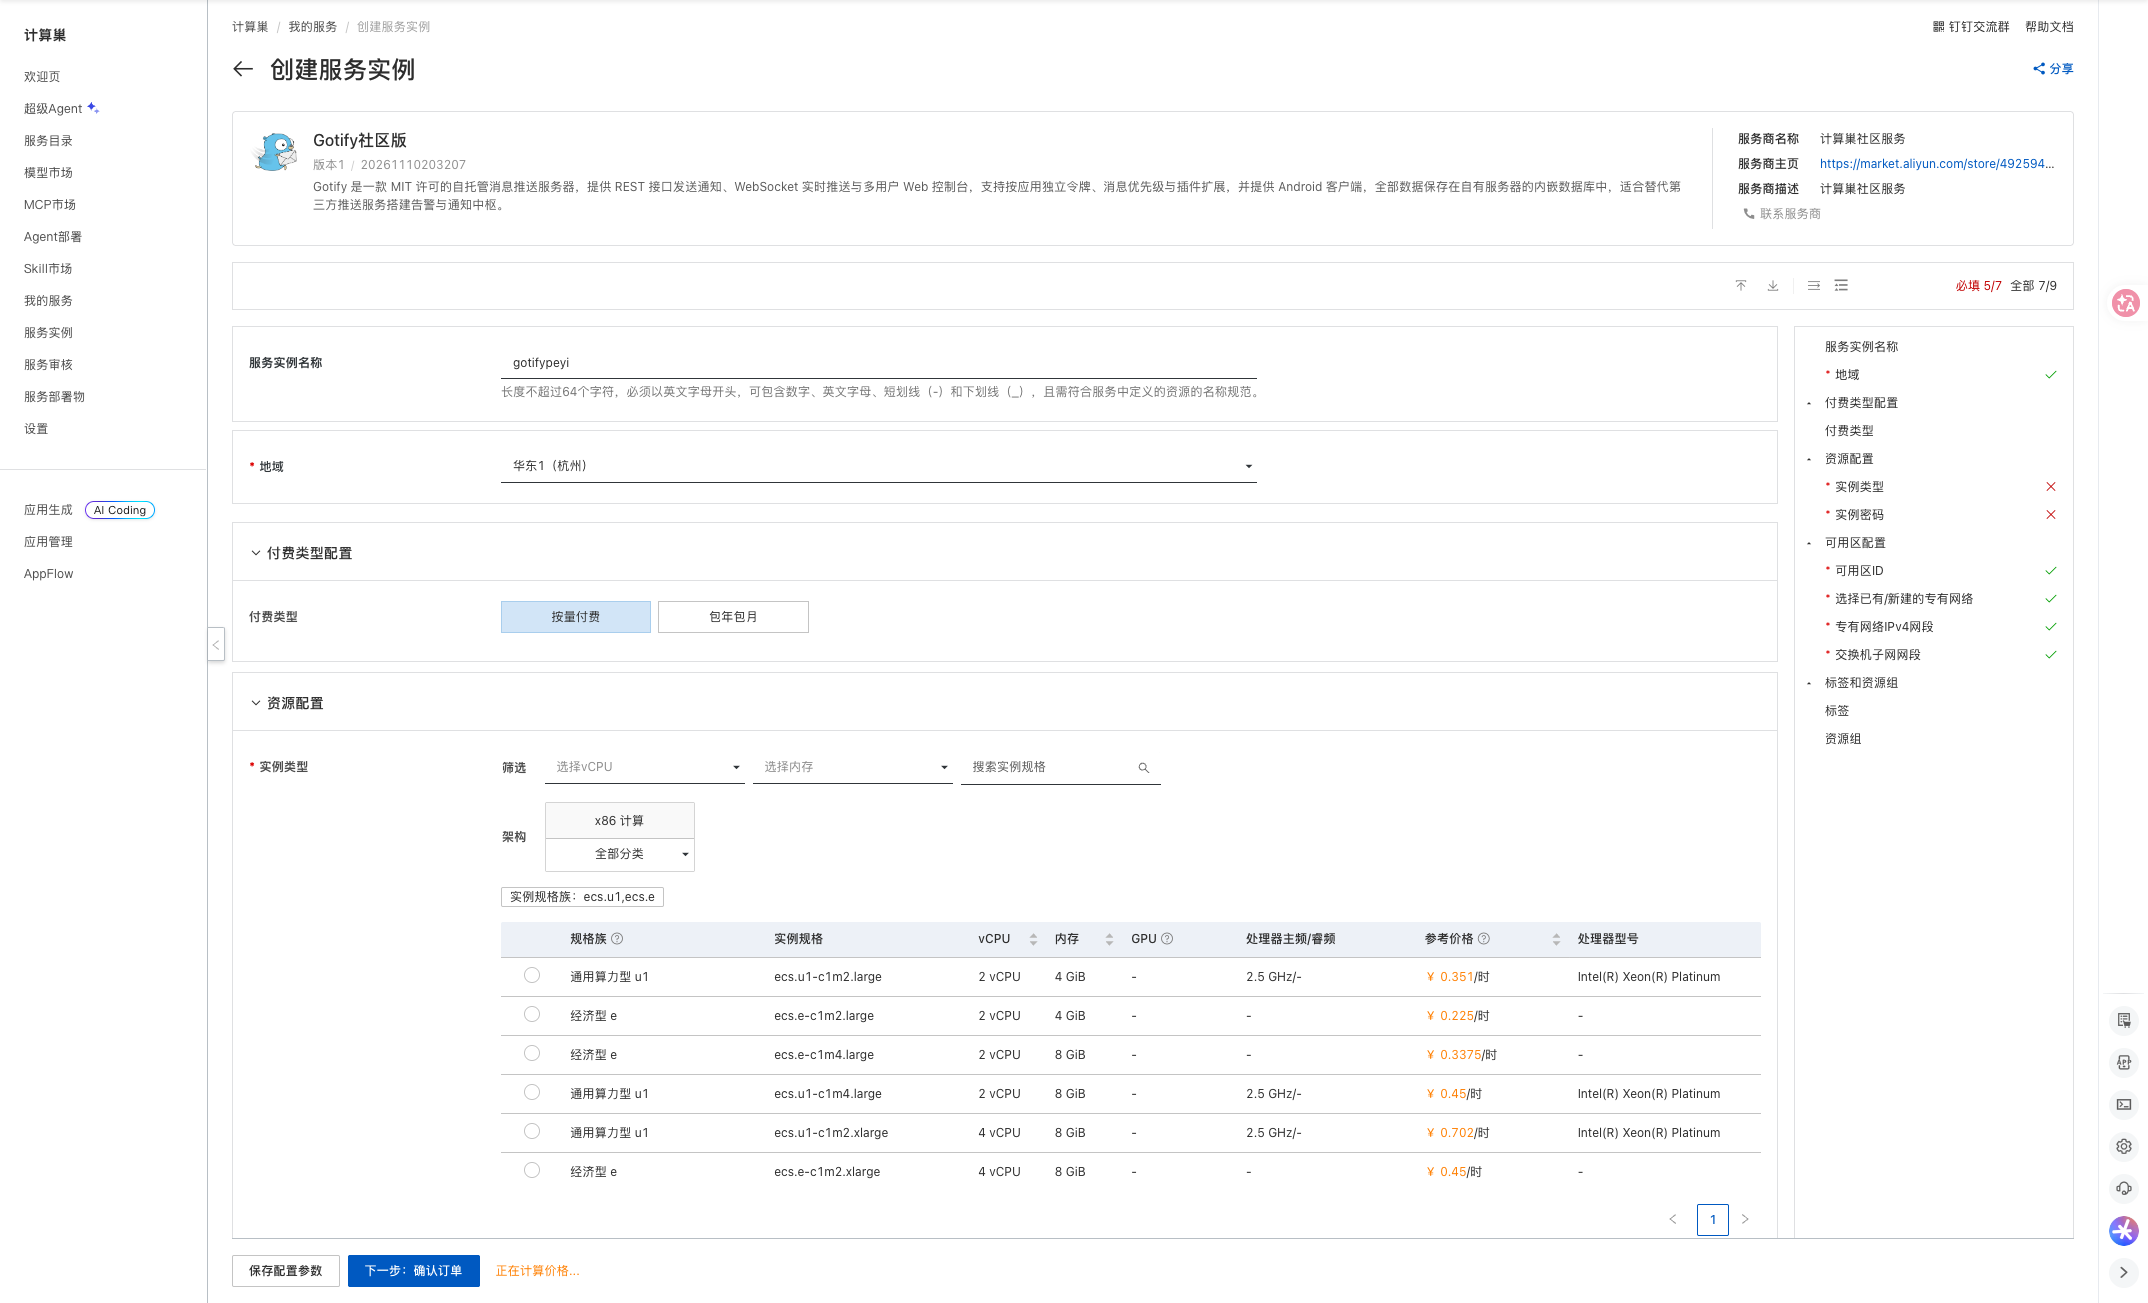 计算巢
欢迎页
超级Agent
服务目录
模型市场
MCP市场
Agent部署
Skill市场
我的服务
服务实例
服务审核
服务部署物
设置
应用生成 AI Coding
应用管理
AppFlow
计算巢 / 我的服务 / 创建服务实例
钉钉交流群 帮助文档
创建服务实例
分享
Gotify社区版
版本1 / 20261110203207
Gotify 是一款 MIT 许可的自托管消息推送服务器，提供 REST 接口发送通知、WebSocket 实时推送与多用户 Web 控制台，支持按应用独立令牌、消息优先级与插件扩展，并提供 Android 客户端，全部数据保存在自有服务器的内嵌数据库中，适合替代第
三方推送服务搭建告警与通知中枢。
服务商名称 计算巢社区服务
服务商主页 https://market.aliyun.com/store/492594...
服务商描述 计算巢社区服务
联系服务商
必填 5/7 全部 7/9
服务实例名称 gotifypeyi
长度不超过64个字符，必须以英文字母开头，可包含数字、英文字母、短划线（-）和下划线（_），且需符合服务中定义的资源的名称规范。
* 地域 华东1（杭州）
付费类型配置
付费类型 按量付费 包年包月
资源配置
* 实例类型 筛选 选择vCPU 选择内存 搜索实例规格
架构 x86 计算
全部分类
实例规格族：ecs.u1,ecs.e
规格族 实例规格 vCPU 内存 GPU 处理器主频/睿频 参考价格 处理器型号
通用算力型 u1 ecs.u1-c1m2.large 2 vCPU 4 GiB - 2.5 GHz/- ¥ 0.351/时 Intel(R) Xeon(R) Platinum
经济型 e ecs.e-c1m2.large 2 vCPU 4 GiB - - ¥ 0.225/时 -
经济型 e ecs.e-c1m4.large 2 vCPU 8 GiB - - ¥ 0.3375/时 -
通用算力型 u1 ecs.u1-c1m4.large 2 vCPU 8 GiB - 2.5 GHz/- ¥ 0.45/时 Intel(R) Xeon(R) Platinum
通用算力型 u1 ecs.u1-c1m2.xlarge 4 vCPU 8 GiB - 2.5 GHz/- ¥ 0.702/时 Intel(R) Xeon(R) Platinum
经济型 e ecs.e-c1m2.xlarge 4 vCPU 8 GiB - - ¥ 0.45/时 -
1
保存配置参数 下一步：确认订单 正在计算价格...
服务实例名称
* 地域
付费类型配置
付费类型
资源配置
* 实例类型
* 实例密码
可用区配置
* 可用区ID
* 选择已有/新建的专有网络
* 专有网络IPv4网段
* 交换机子网网段
标签和资源组
标签
资源组